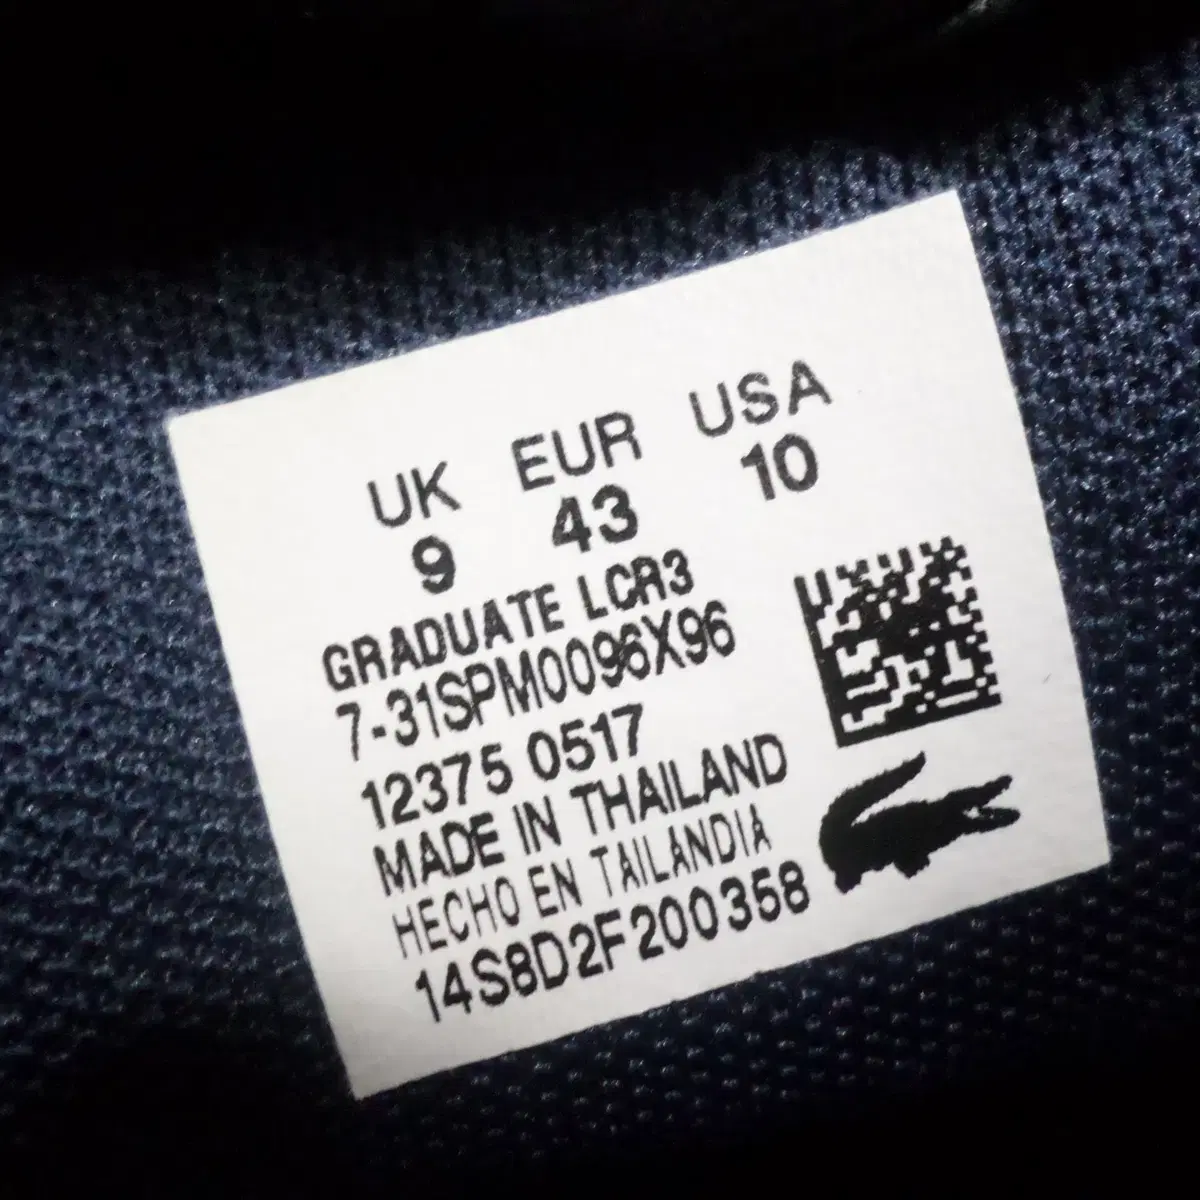 UK EUR USA
9 43 10
GRADUATE LCR3
7-31SPM0096X96
12375 0517
MADE IN THAILAND
HECHO EN TAILANDIA
14S8D2F200358